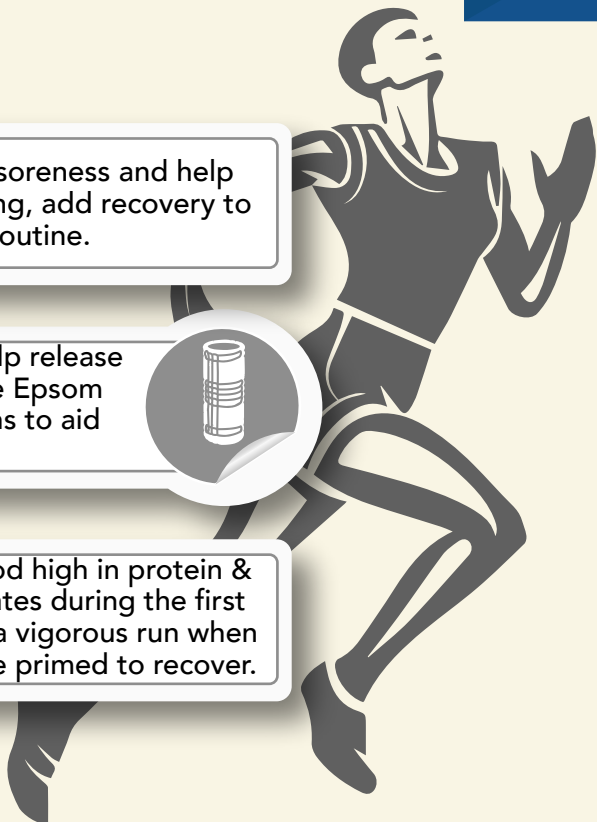 soreness and help
ng, add recovery to
outine.
lp release
e Epsom
ns to aid
od high in protein &
ates during the first
a vigorous run when
e primed to recover.